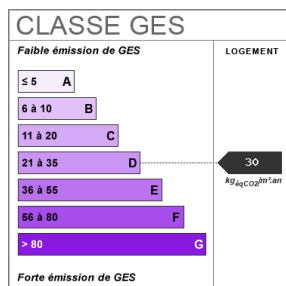 CLASSE GES
Faible émission de GES
LOGEMENT
≤ 5 A
6 à 10 B
11 à 20 C
21 à 35 D
30
kgéqCO2/m².an
36 à 55 E
56 à 80 F
> 80 G
Forte émission de GES